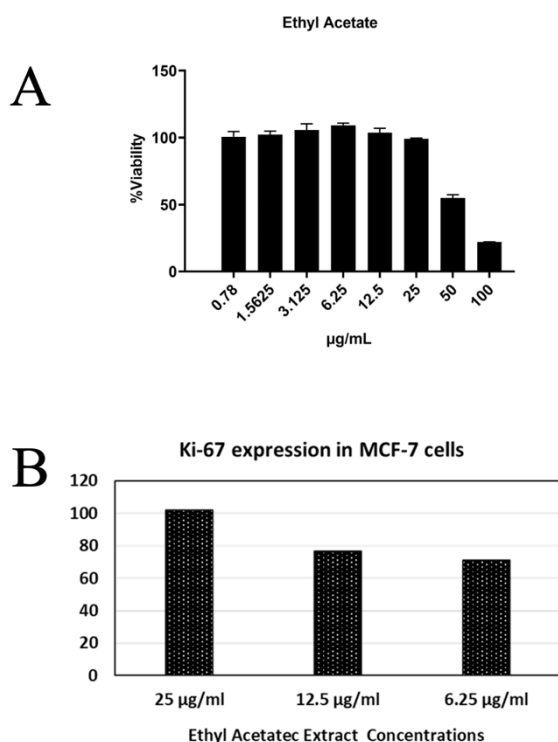 Ethyl Acetate
A
150
100
50
0
%Viability
0.78 1.5625 3.125 6.25 12.5 25 50 100
µg/mL
B
Ki-67 expression in MCF-7 cells
120
100
80
60
40
20
0
25 µg/ml 12.5 µg/ml 6.25 µg/ml
Ethyl Acetatec Extract Concentrations